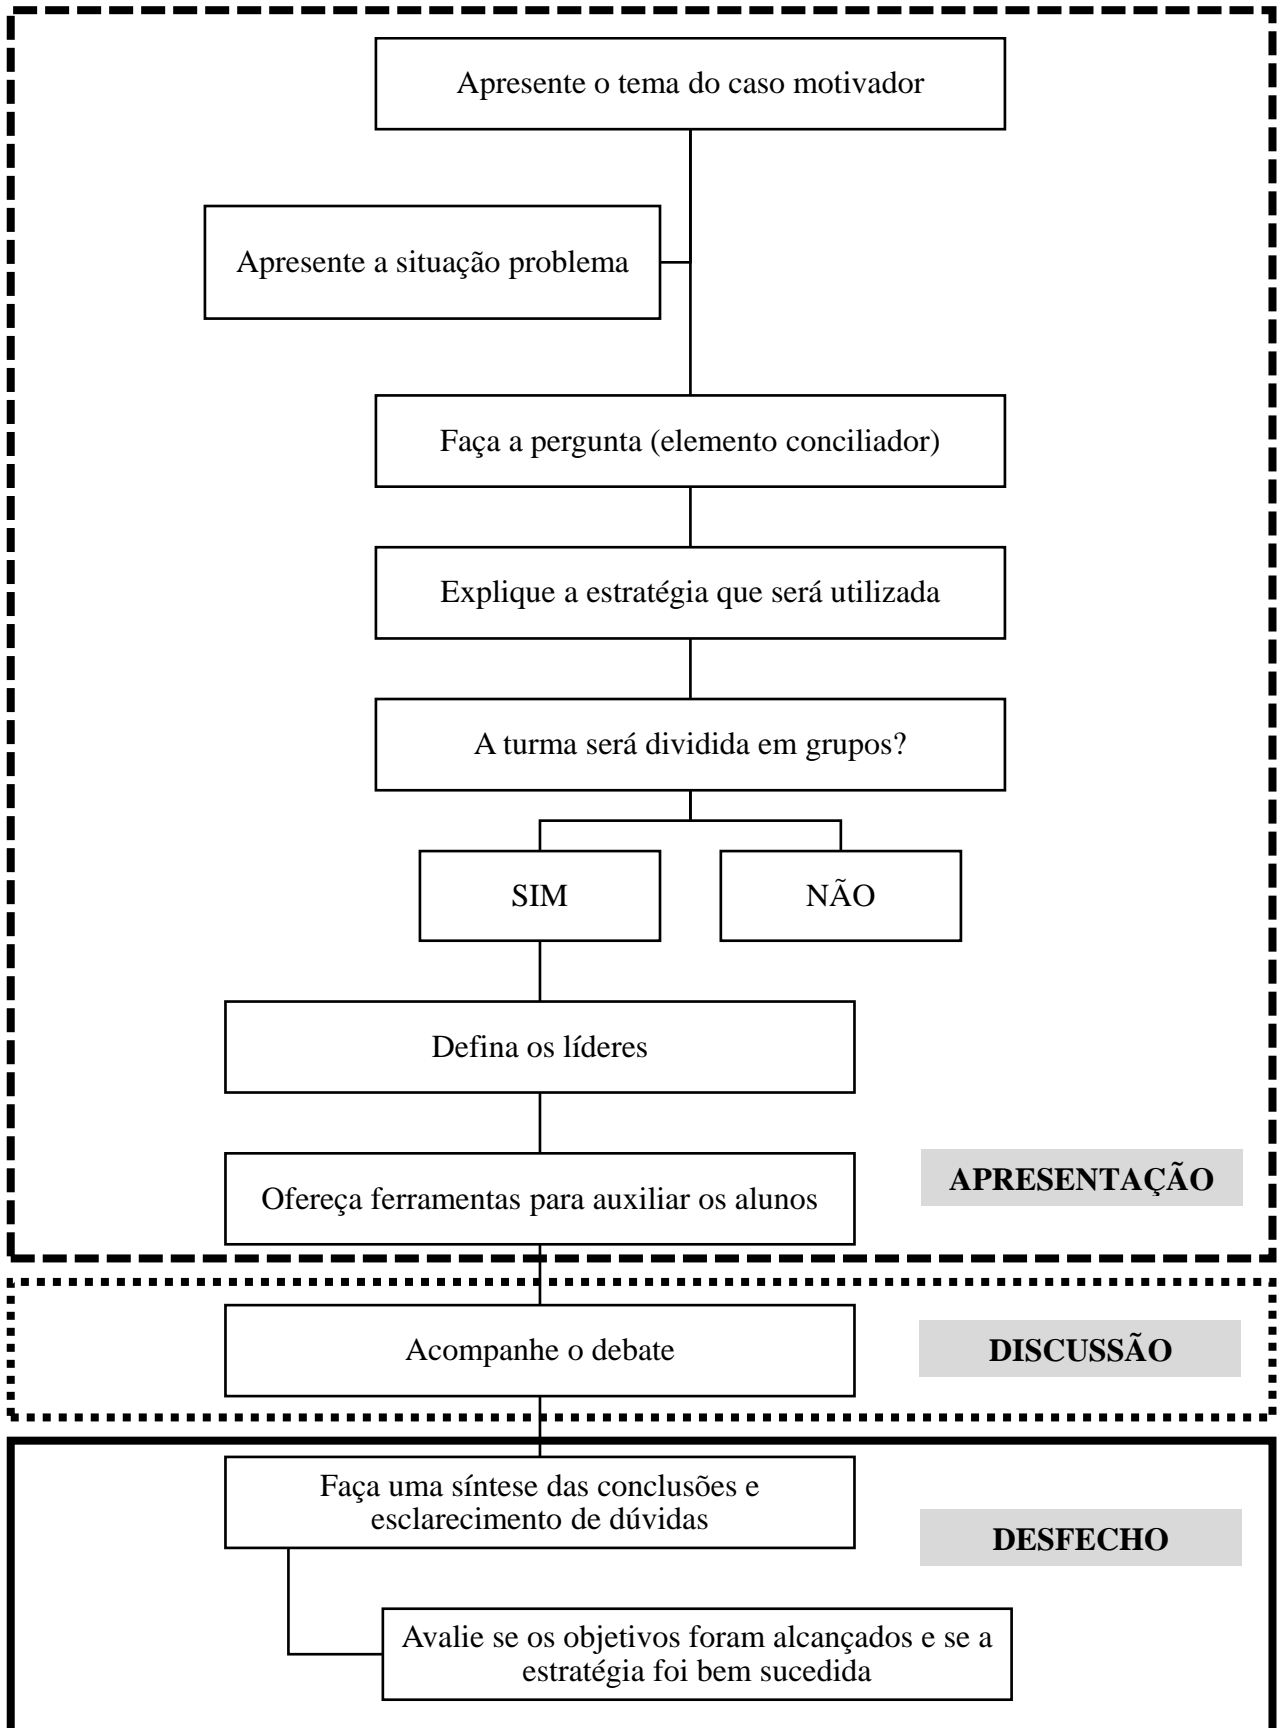 Apresente o tema do caso motivador
Apresente a situação problema
Faça a pergunta (elemento conciliador)
Explique a estratégia que será utilizada
A turma será dividida em grupos?
SIM
NÃO
Defina os líderes
Ofereça ferramentas para auxiliar os alunos
APRESENTAÇÃO
Acompanhe o debate
DISCUSSÃO
Faça uma síntese das conclusões e
esclarecimento de dúvidas
DESFECHO
Avalie se os objetivos foram alcançados e se a
estratégia foi bem sucedida